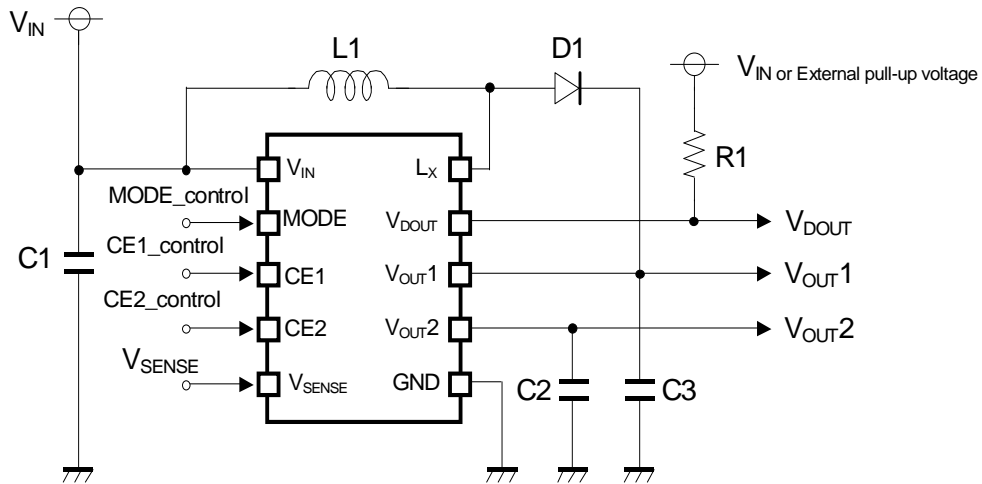 VIN
L1
D1
VIN or External pull-up voltage
R1
VIN
LX
MODE_control
MODE
VDOUT
VDOUT
C1
CE1_control
CE1
VOUT1
VOUT1
CE2_control
CE2
VOUT2
VOUT2
VSENSE
VSENSE
GND
C2
C3